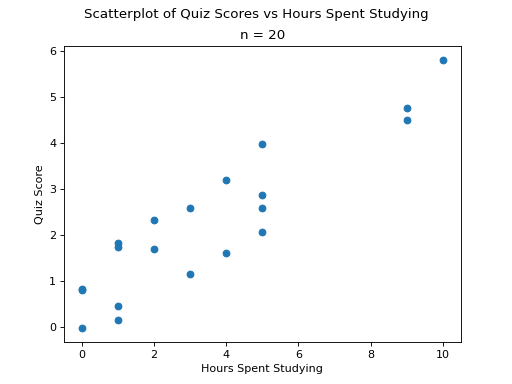 Scatterplot of Quiz Scores vs Hours Spent Studying
n = 20
6
5
4
3
2
1
0
Quiz Score
0 2 4 6 8 10
Hours Spent Studying